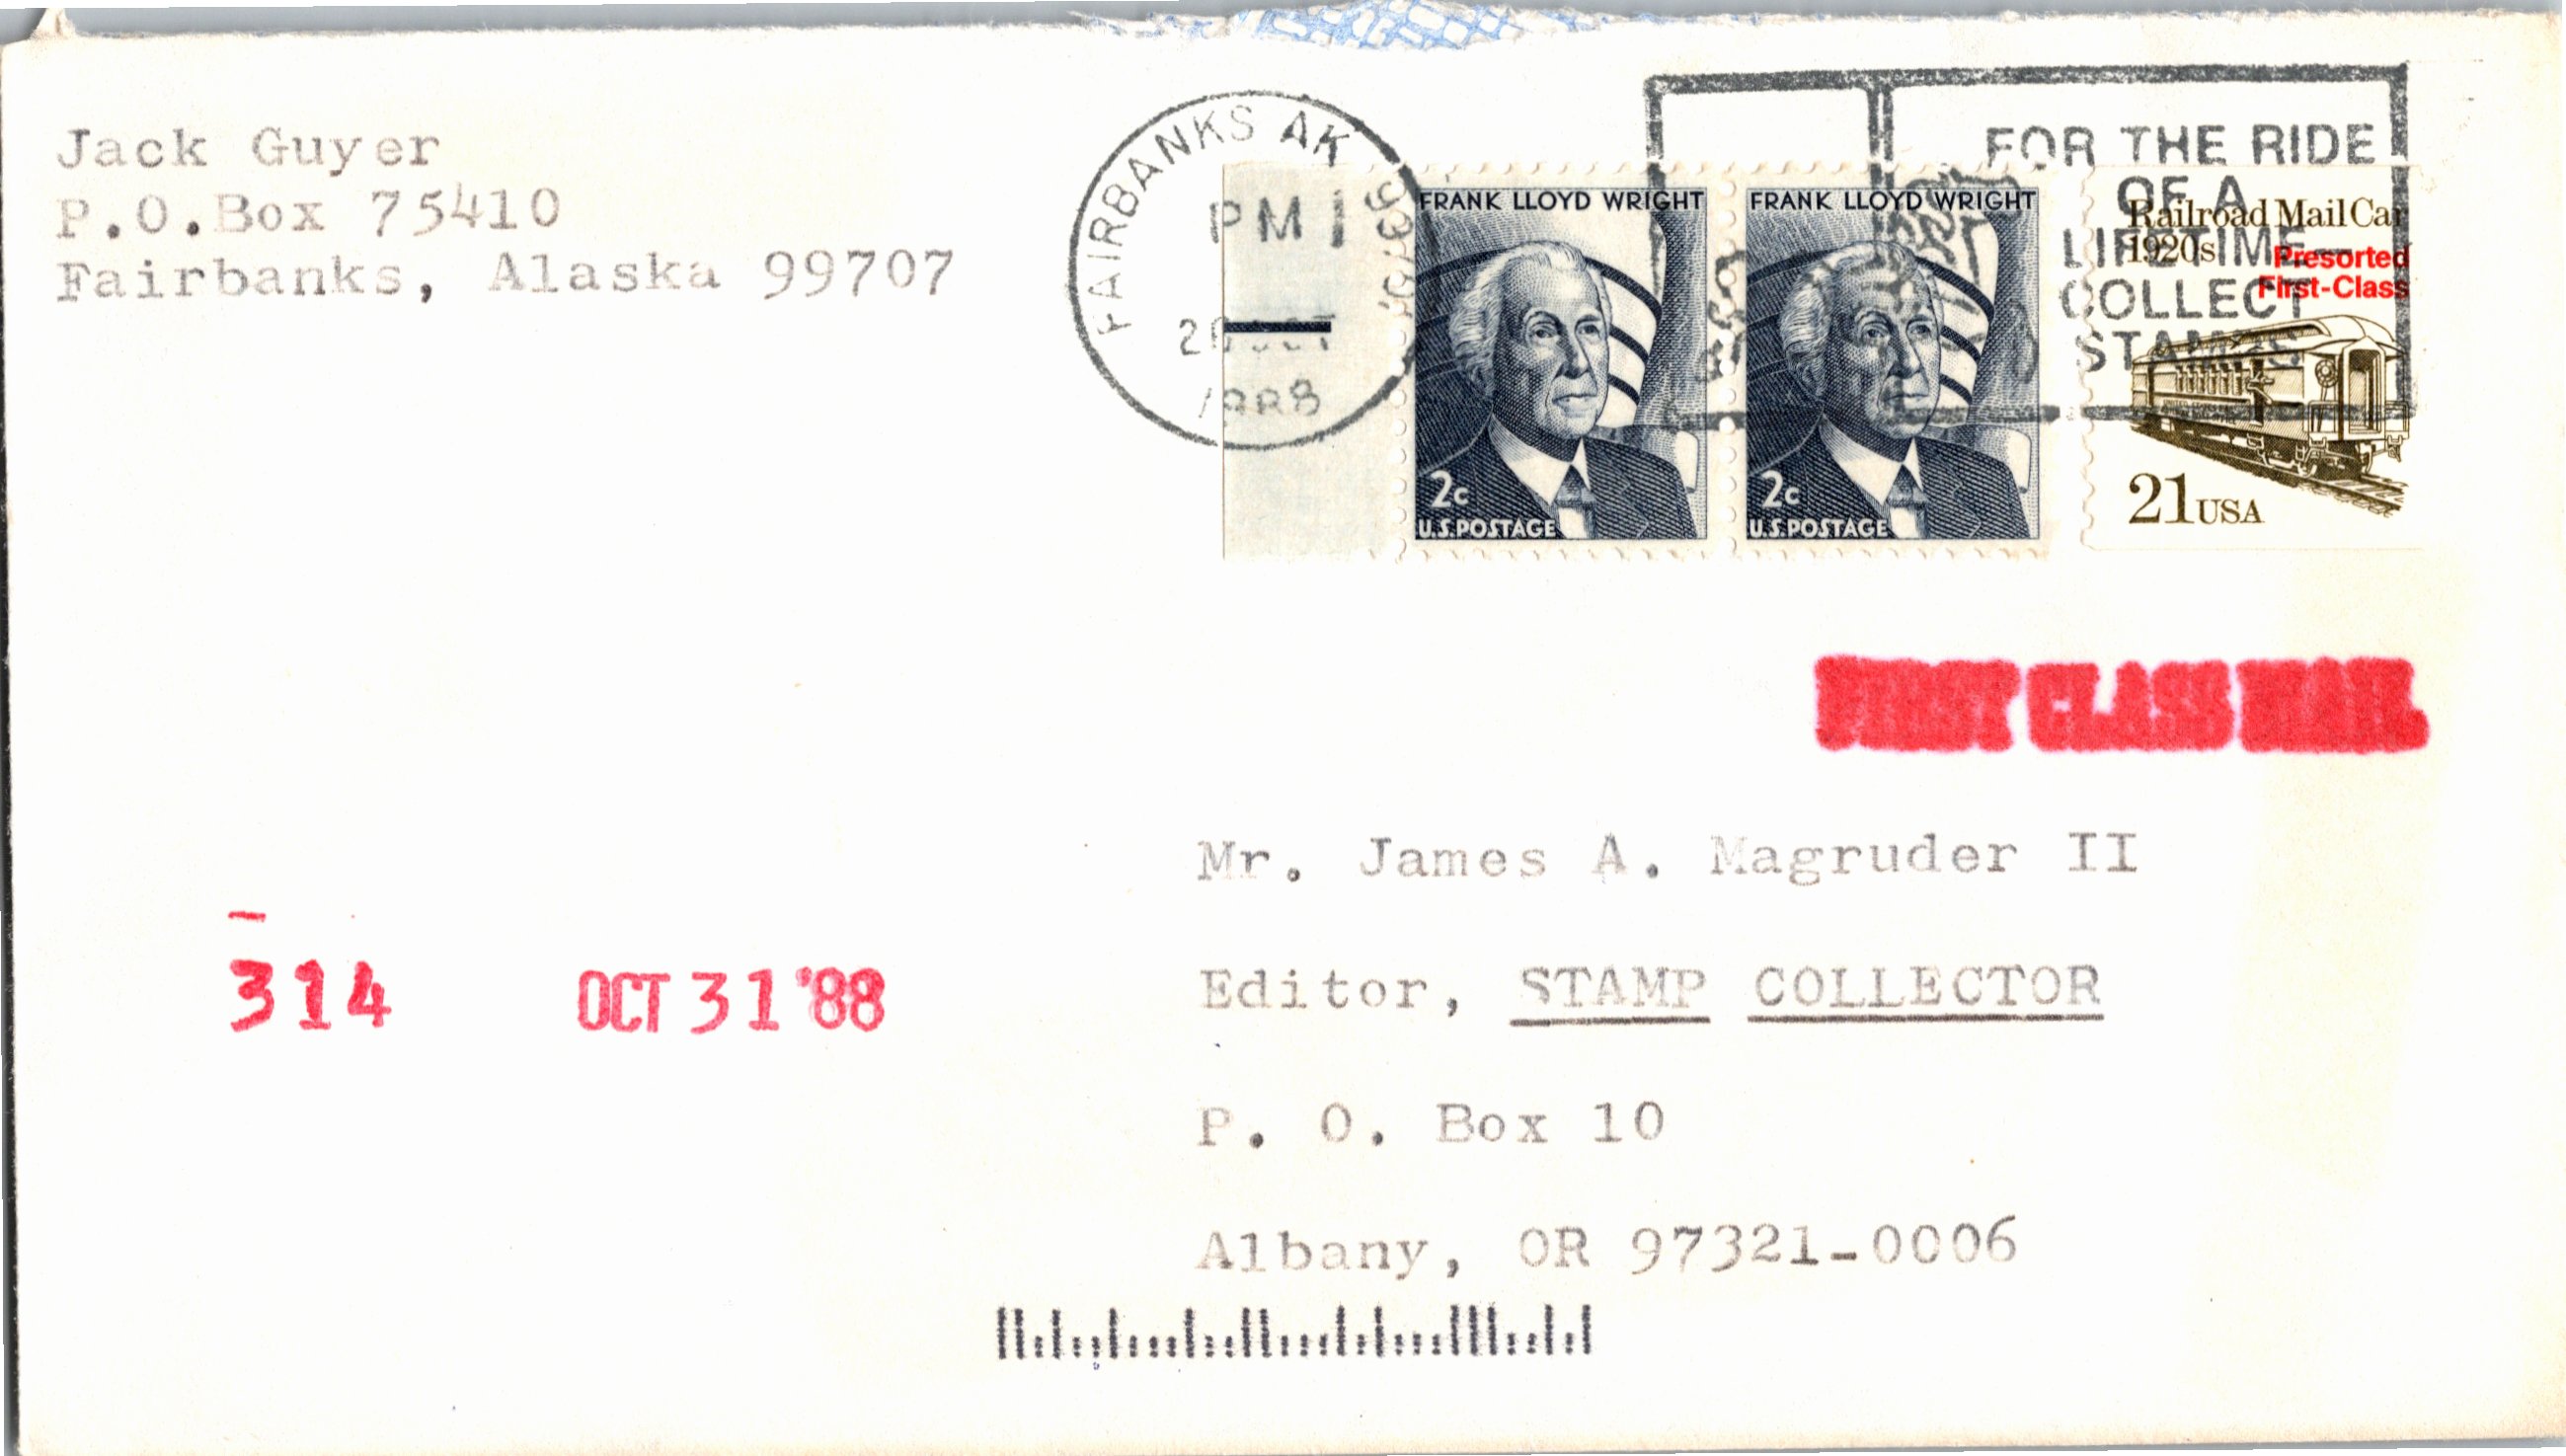 Jack Guyer
P.O.Box 75410
Fairbanks, Alaska 99707
FAIRBANKS AK
PM
1988
FOR THE RIDE
OF A
LIFETIME—
COLLECT
STAMPS
FRANK LLOYD WRIGHT
2c
U.S.POSTAGE
FRANK LLOYD WRIGHT
2c
U.S.POSTAGE
Railroad Mail Car
1920s
Presorted
First-Class
21USA
FIRST CLASS MAIL
Mr. James A. Magruder II
Editor, STAMP COLLECTOR
P. O. Box 10
Albany, OR 97321-0006
314 OCT 31 '88